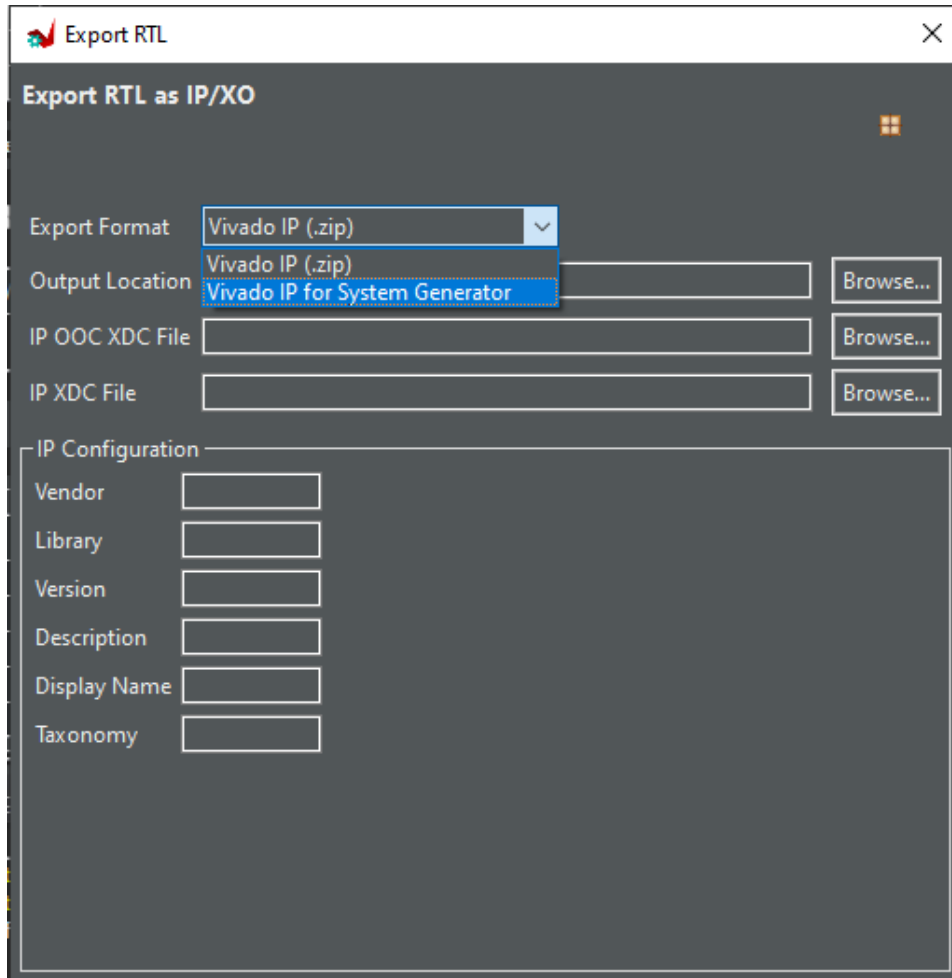 Export RTL
Export RTL as IP/XO
Export Format Vivado IP (.zip)
Vivado IP (.zip)
Output Location Browse...
Vivado IP for System Generator
IP OOC XDC File Browse...
IP XDC File Browse...
IP Configuration
Vendor
Library
Version
Description
Display Name
Taxonomy